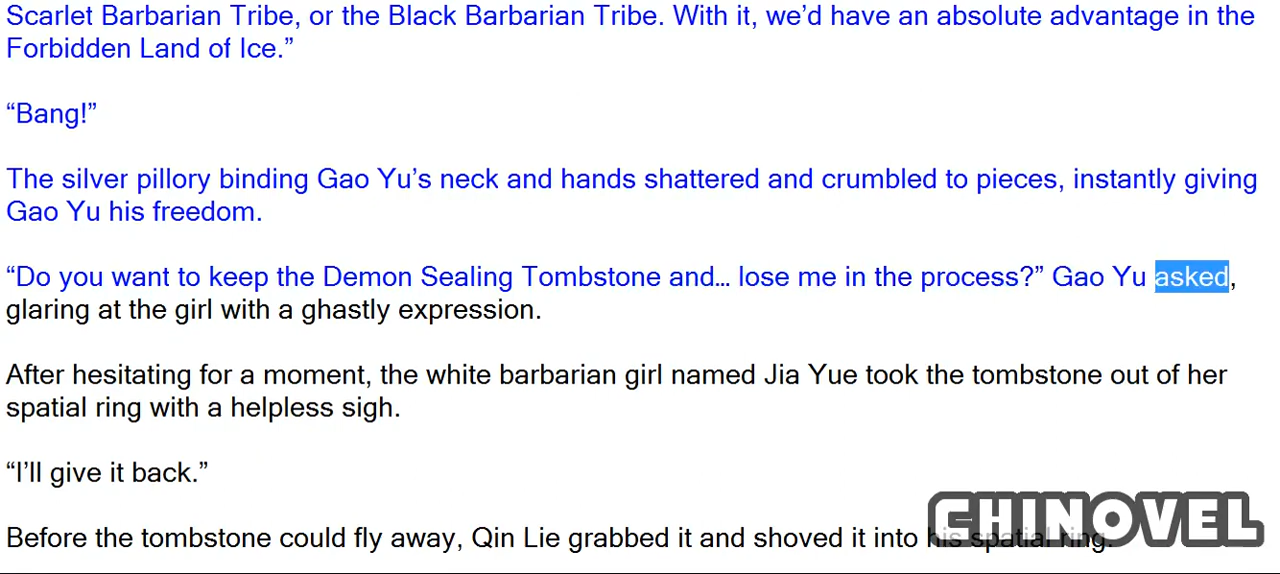 Scarlet Barbarian Tribe, or the Black Barbarian Tribe. With it, we’d have an absolute advantage in the
Forbidden Land of Ice.”
“Bang!”
The silver pillory binding Gao Yu’s neck and hands shattered and crumbled to pieces, instantly giving
Gao Yu his freedom.
“Do you want to keep the Demon Sealing Tombstone and… lose me in the process?” Gao Yu asked,
glaring at the girl with a ghastly expression.
After hesitating for a moment, the white barbarian girl named Jia Yue took the tombstone out of her
spatial ring with a helpless sigh.
“I’ll give it back.”
Before the tombstone could fly away, Qin Lie grabbed it and shoved it into his spatial ring.
CHINOVEL